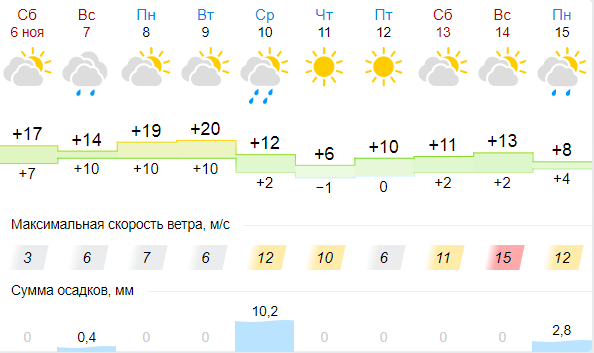 Сб Вс Пн Вт Ср Чт Пт Сб Вс Пн
6 ноя 7 8 9 10 11 12 13 14 15
+17 +14 +19 +20 +12 +6 +10 +11 +13 +8
+7 +10 +10 +10 +2 −1 0 +2 +2 +4
Максимальная скорость ветра, м/с
3 6 7 6 12 10 6 11 15 12
Сумма осадков, мм
0 0,4 0 0 10,2 0 0 0 0 2,8